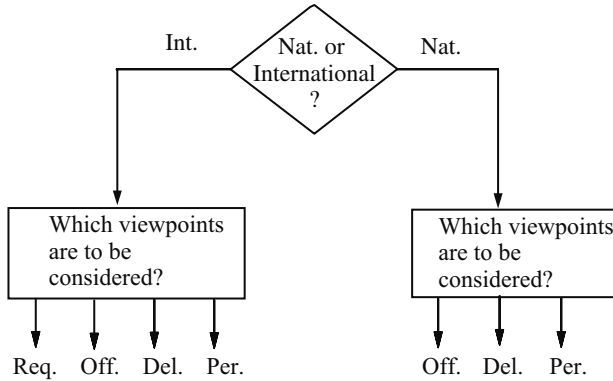 Int.
Nat. or
International
?
Nat.
Which viewpoints
are to be
considered?
Which viewpoints
are to be
considered?
Req. Off. Del. Per.
Off. Del. Per.